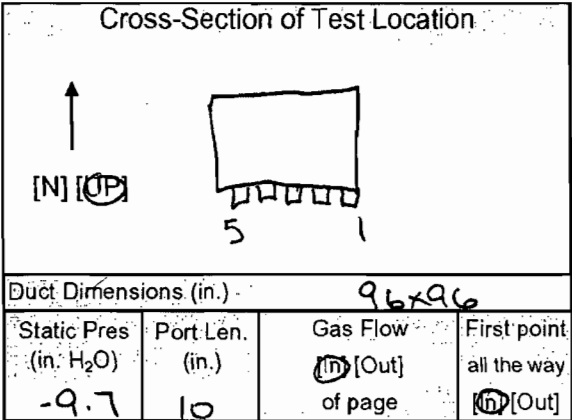 Cross-Section of Test Location
[N] [UP]
5 1
Duct Dimensions (in.) 96x96
Static Pres Port Len. Gas Flow First point
(in. H₂O) (in.) [In] [Out] all the way
-9.7 10 of page [In] [Out]